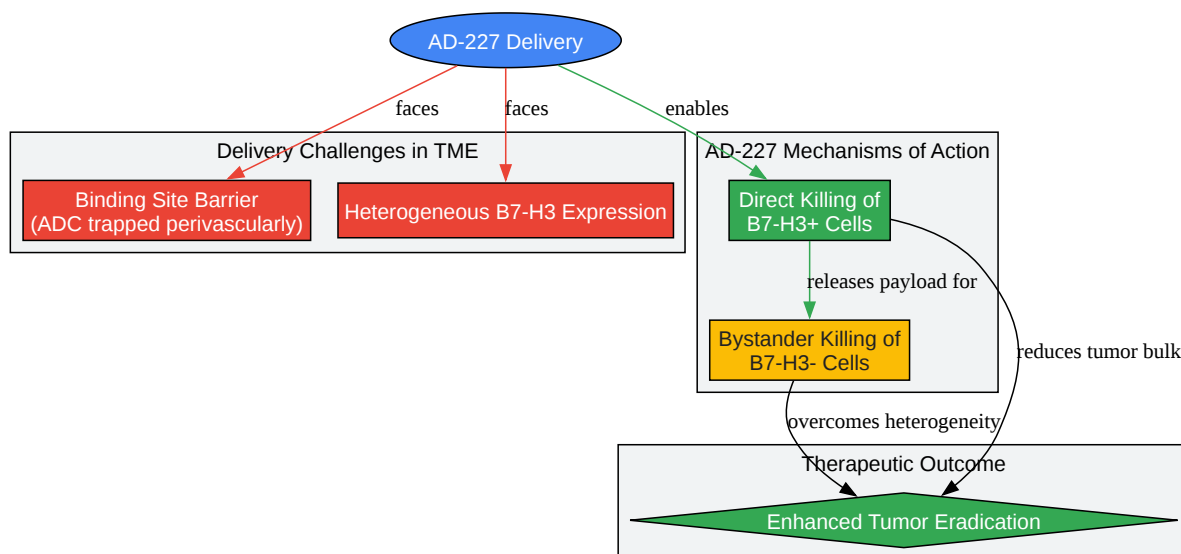 AD-227 Delivery
faces
faces
enables
Delivery Challenges in TME
AD-227 Mechanisms of Action
Binding Site Barrier
(ADC trapped perivascularly)
Heterogeneous B7-H3 Expression
Direct Killing of
B7-H3+ Cells
releases payload for
Bystander Killing of
B7-H3- Cells
reduces tumor bulk
overcomes heterogeneity
Therapeutic Outcome
Enhanced Tumor Eradication